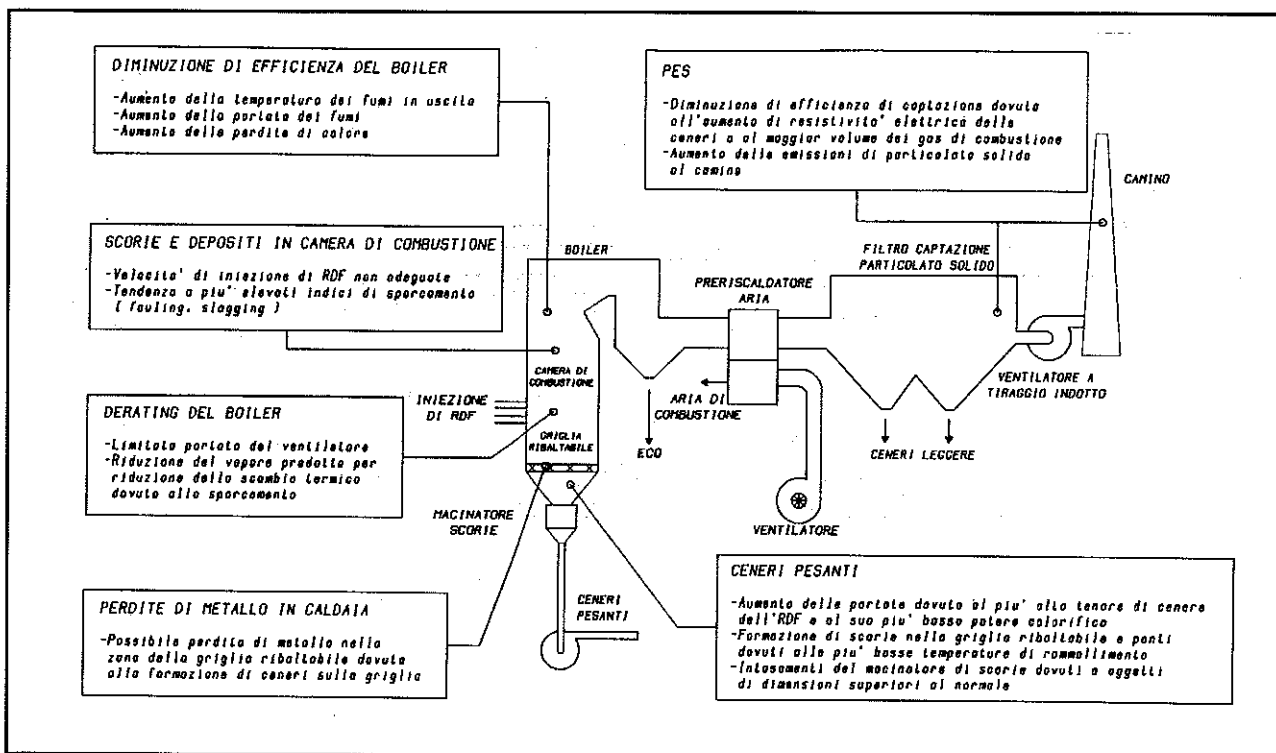 DIMINUZIONE DI EFFICIENZA DEL BOILER
-Aumento della temperatura dei fumi in uscita
-Aumento della portata dei fumi
-Aumento delle perdite di calore
PES
-Diminuzione di efficienza di captazione dovuta
all'aumento di resistivita' elettrica delle
ceneri e al maggior volume dei gas di combustione
-Aumento delle emissioni di particolato solido
al camino
CAMINO
SCORIE E DEPOSITI IN CAMERA DI COMBUSTIONE
-Velocita' di iniezione di RDF non adeguate
-Tendenza a piu' elevati indici di sporcamento
( fouling, slagging )
BOILER
FILTRO CAPTAZIONE
PARTICOLATO SOLIDO
PRERISCALDATORE
ARIA
CAMERA DI
COMBUSTIONE
VENTILATORE A
TIRAGGIO INDOTTO
INIEZIONE
DI RDF
ARIA DI
COMBUSTIONE
DERATING DEL BOILER
-Limitata portata del ventilatore
-Riduzione del vapore prodotto per
riduzione dello scambio termico
dovuto allo sporcamento
GRIGLIA
RIBALTABILE
ECO
CENERI LEGGERE
MACINATORE
SCORIE
VENTILATORE
PERDITE DI METALLO IN CALDAIA
-Possibile perdita di metallo nella
zona della griglia ribaltabile dovuta
alla formazione di ceneri sulla griglia
CENERI
PESANTI
CENERI PESANTI
-Aumento delle portate dovuto al piu' alto tenore di cenere
dell'RDF e al suo piu' basso potere calorifico
-Formazione di scorie nella griglia ribaltabile e ponti
dovuti alle piu' basse temperature di rammollimento
-Intasamenti del macinatore di scorie dovuti a oggetti
di dimensioni superiori al normale